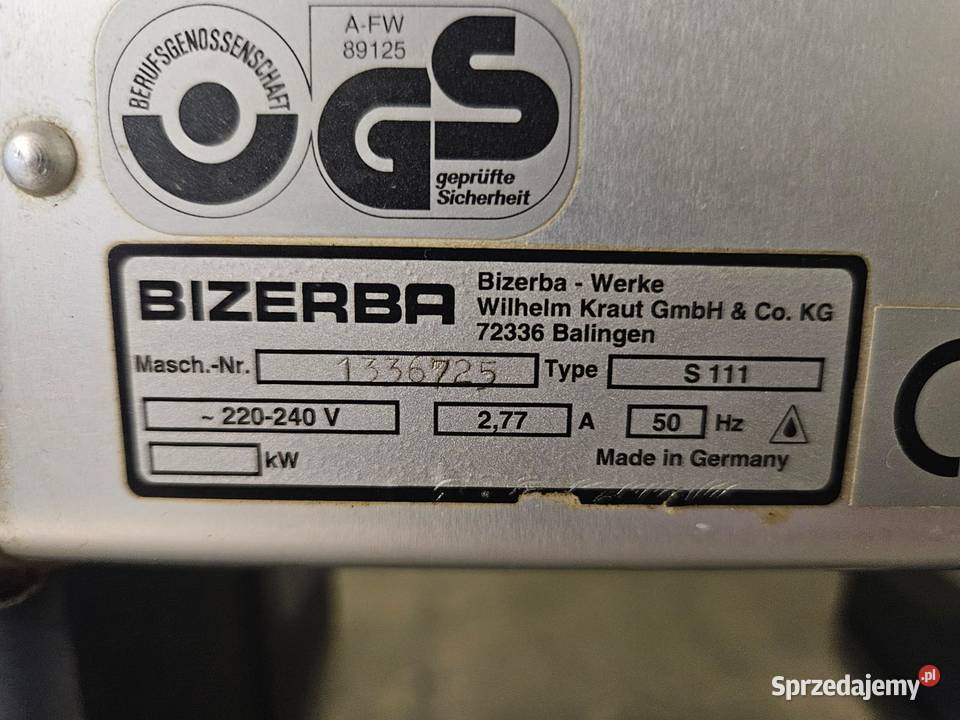 BERUFSGENOSSENSCHAFT
A-FW
89125
GS
geprüfte
Sicherheit
BIZERBA
Bizerba - Werke
Wilhelm Kraut GmbH & Co. KG
72336 Balingen
Masch.-Nr. 1336725 Type S 111
~ 220-240 V 2,77 A 50 Hz
kW Made in Germany
Sprzedajemy.pl